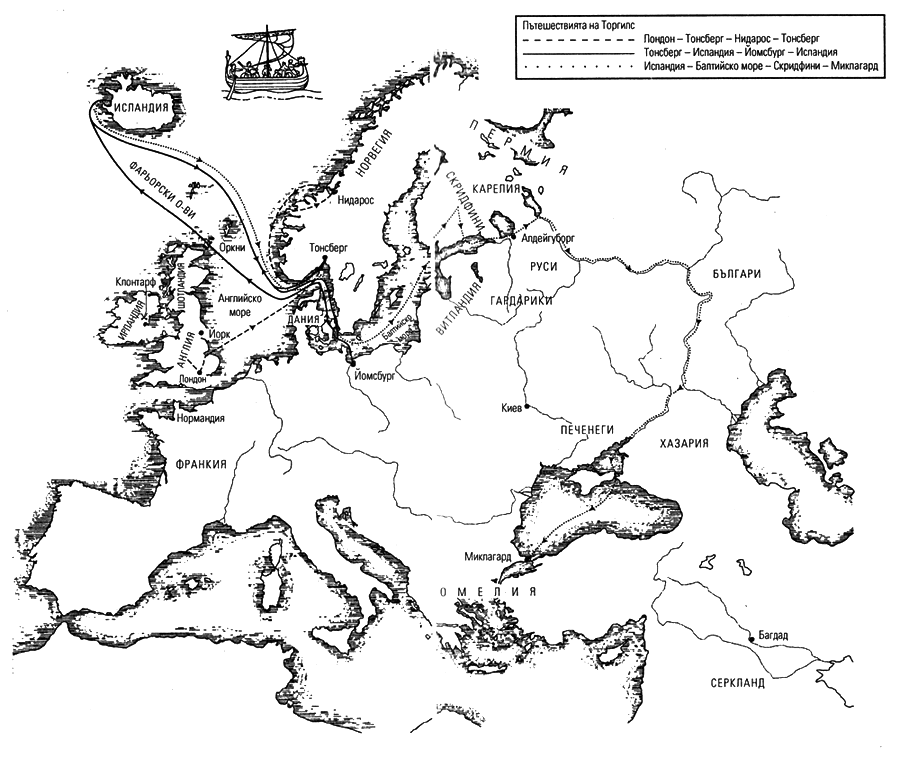 Пътешествията на Торгилс
Лондон – Тонсберг – Нидарос – Тонсберг
Тонсберг – Исландия – Йомсбург – Исландия
Исландия – Балтийско море – Скридфини – Миклагард
ИСЛАНДИЯ
ПЕРМИЯ
НОРВЕГИЯ
ФАРЬОРСКИ О-ВИ
СКРИДФИНИ
КАРЕЛИЯ
Нидарос
Оркни
Тонсберг
Алдейгуборг
РУСИ
БЪЛГАРИ
ШОТЛАНДИЯ
Клонтарф
ИРЛАНДИЯ
Английско
море
ГАРДАРИКИ
ВИТЛАНДИЯ
ДАНИЯ
Балтийско
море
Йорк
АНГЛИЯ
Лондон
Йомсбург
Киев
Нормандия
ПЕЧЕНЕГИ
ХАЗАРИЯ
ФРАНКИЯ
Миклагард
ОМЕЛИЯ
Багдад
СЕРКЛАНД